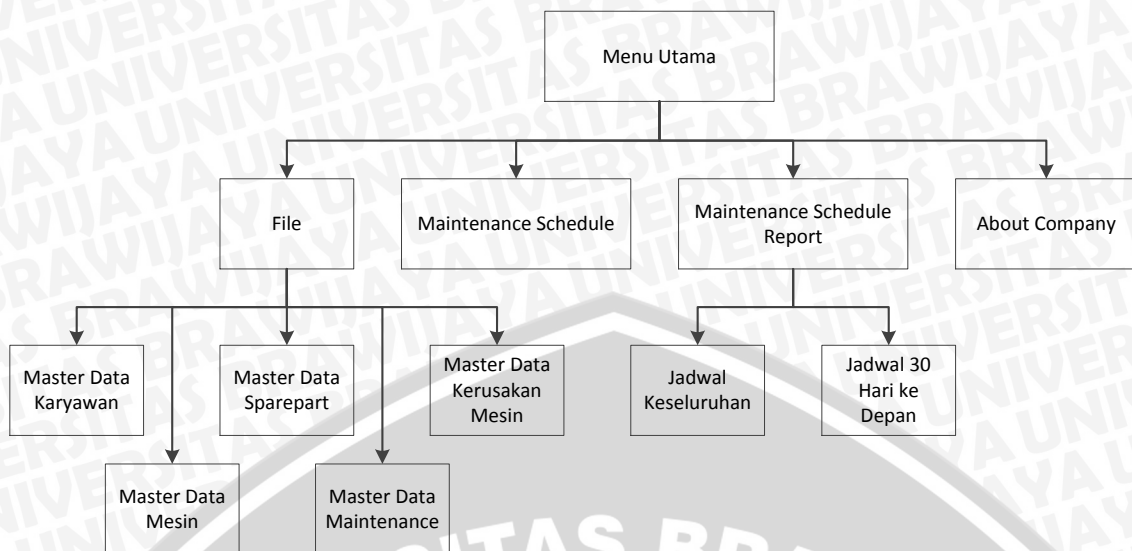 Menu Utama
File
Maintenance Schedule
Maintenance Schedule
Report
About Company
Master Data
Karyawan
Master Data
Sparepart
Master Data
Kerusakan
Mesin
Jadwal
Keseluruhan
Jadwal 30
Hari ke
Depan
Master Data
Mesin
Master Data
Maintenance